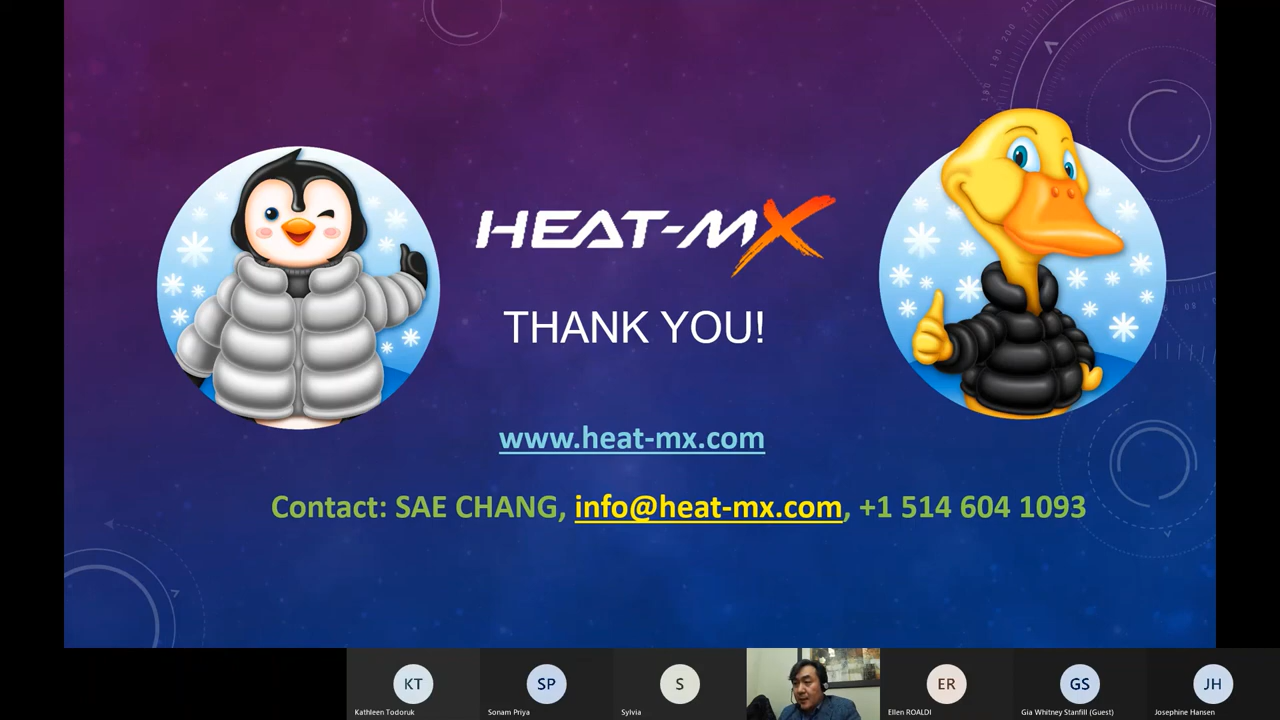 HEAT-MX
THANK YOU!
www.heat-mx.com
Contact: SAE CHANG, info@heat-mx.com, +1 514 604 1093
KT
SP
S
ER
GS
JH
Kathleen Todoruk
Sonam Priya
Sylvia
Ellen ROALDI
Gia Whitney Stanfill (Guest)
Josephine Hansen